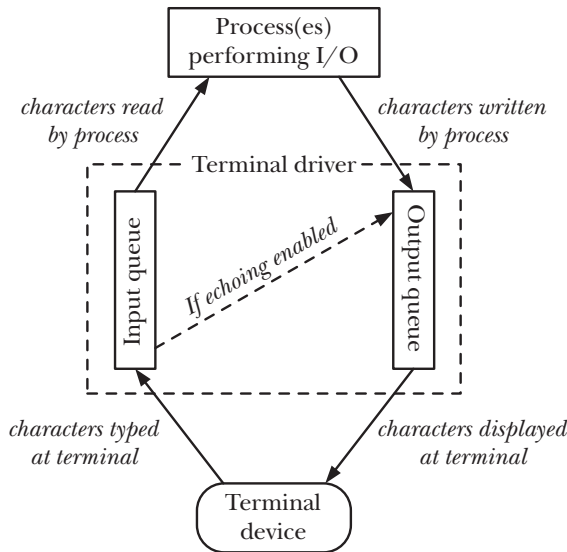 Process(es)
performing I/O
characters read
by process
characters written
by process
Terminal driver
Input queue
If echoing enabled
Output queue
characters typed
at terminal
characters displayed
at terminal
Terminal
device